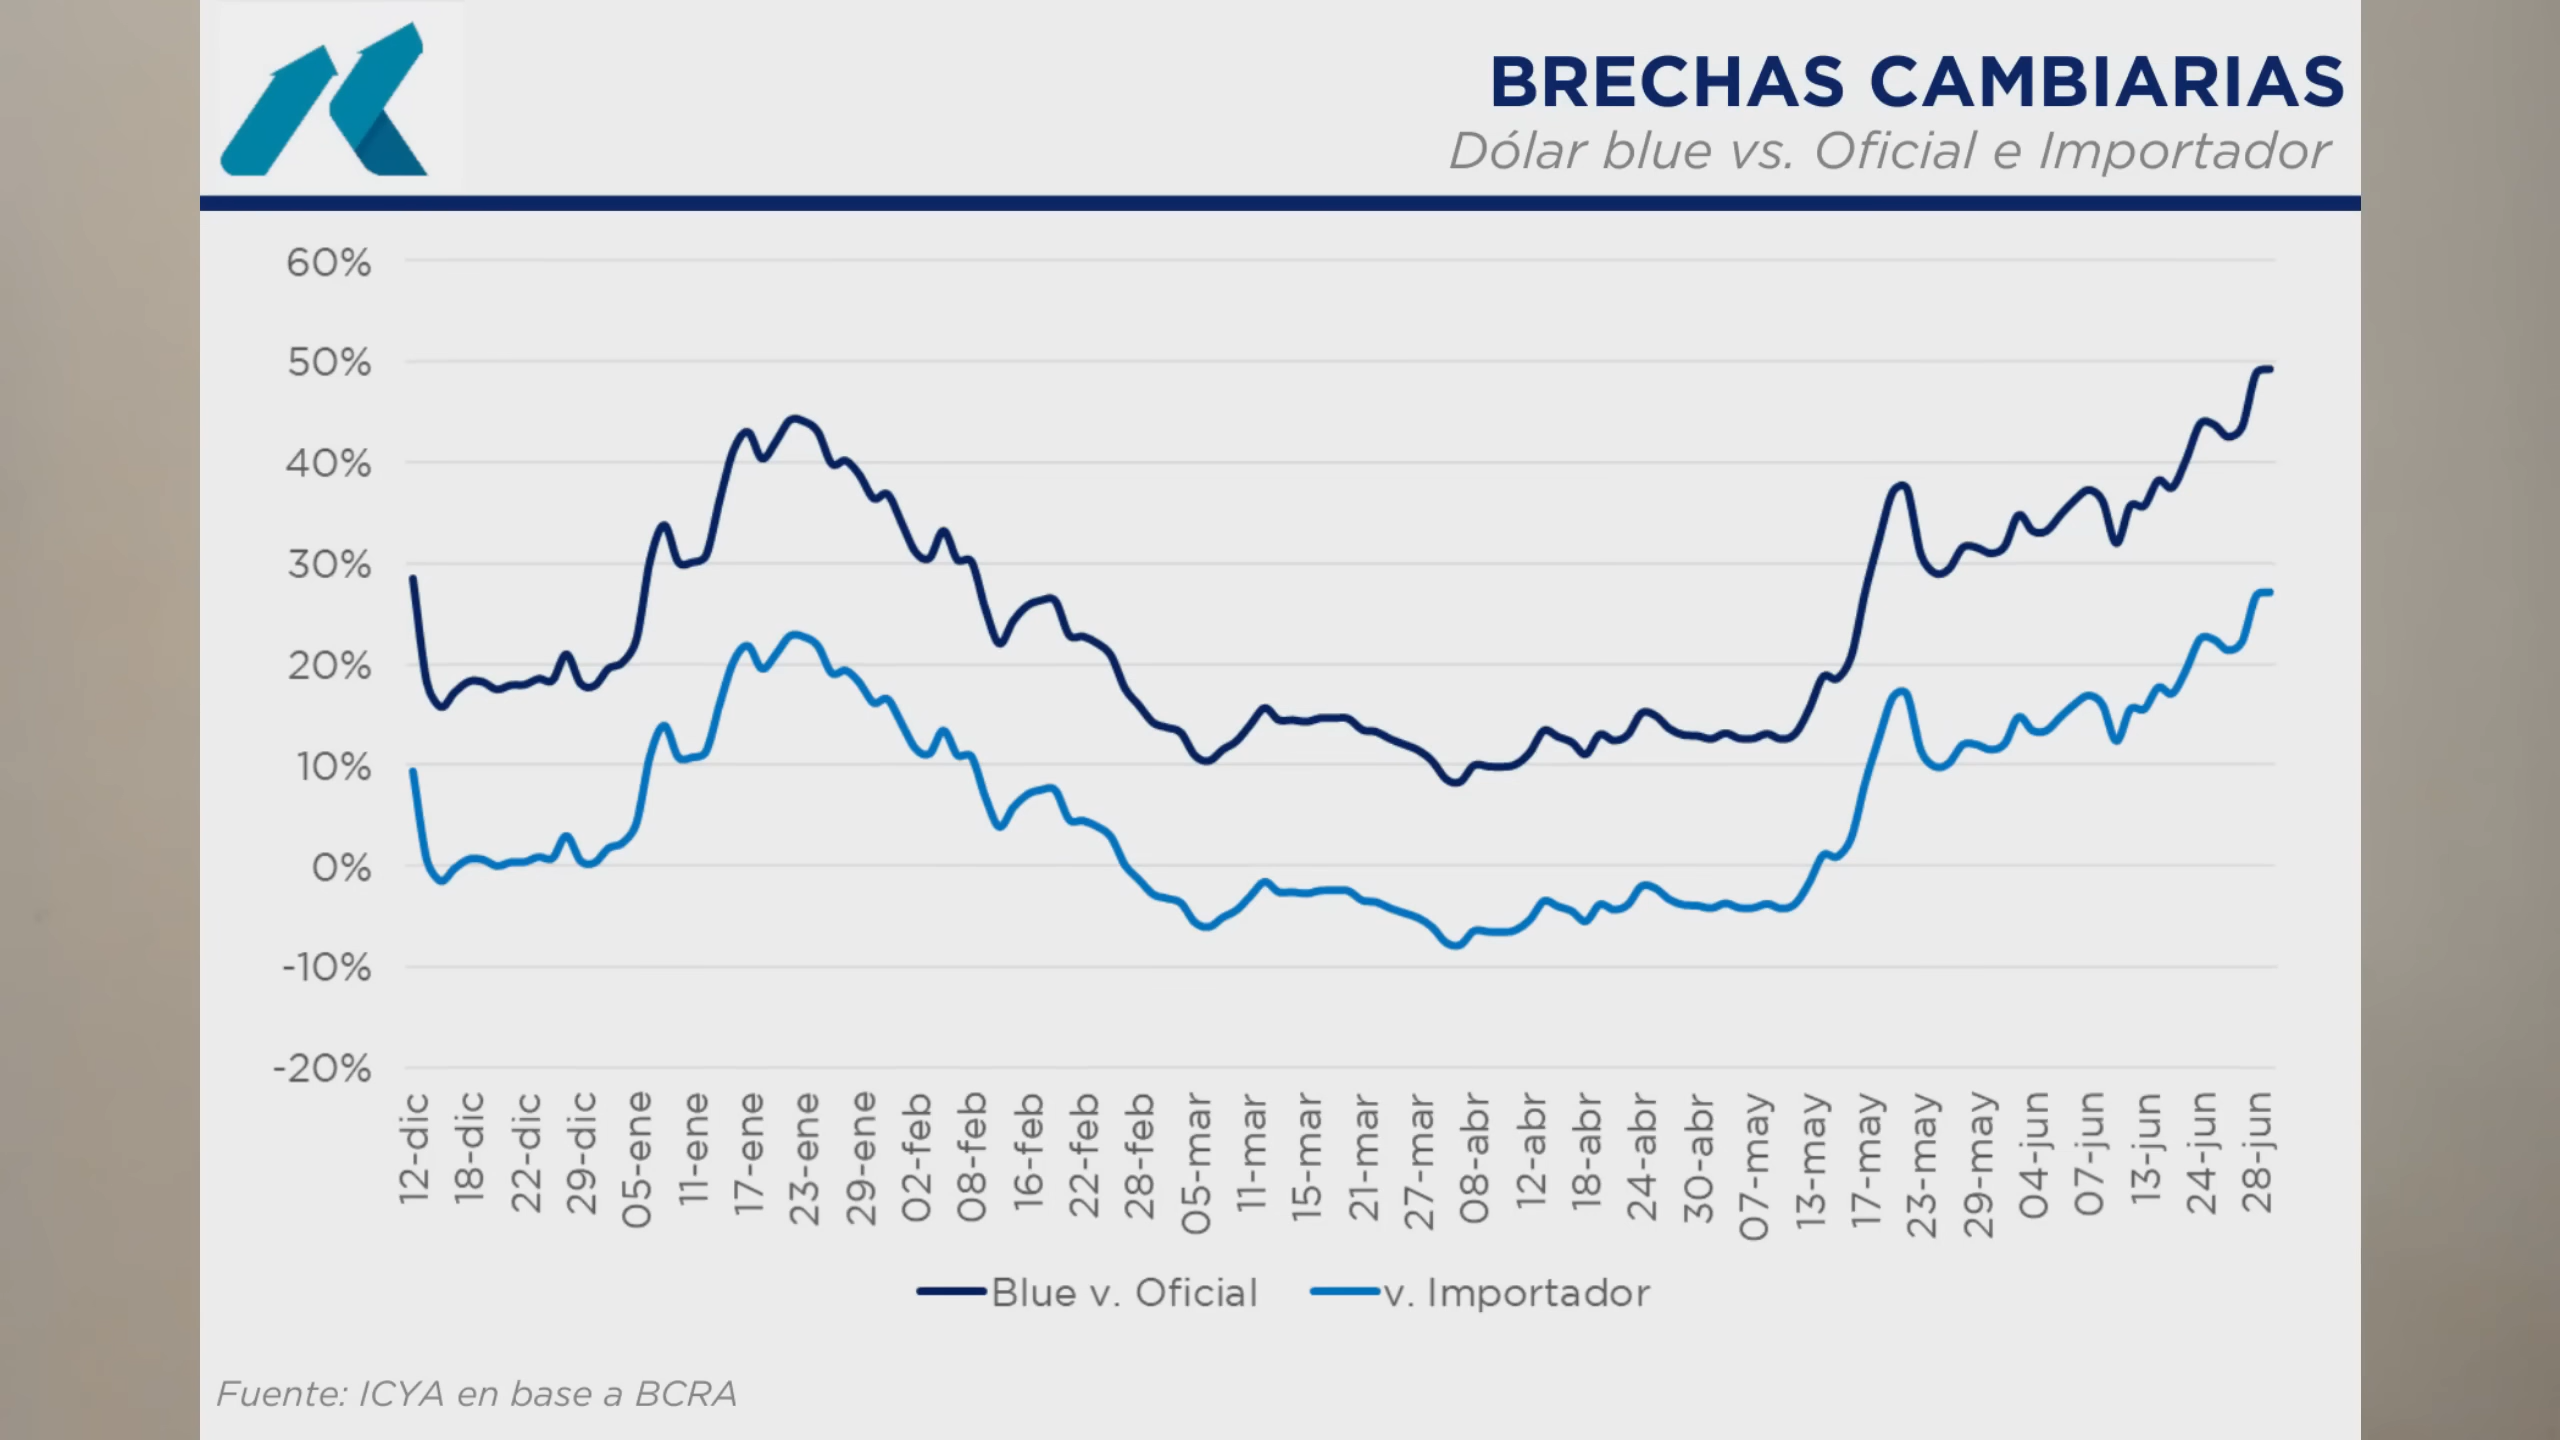 BRECHAS CAMBIARIAS
Dólar blue vs. Oficial e Importador
60%
50%
40%
30%
20%
10%
0%
-10%
-20%
12-dic
18-dic
22-dic
29-dic
05-ene
11-ene
17-ene
23-ene
29-ene
02-feb
08-feb
16-feb
22-feb
28-feb
05-mar
11-mar
15-mar
21-mar
27-mar
08-abr
12-abr
18-abr
24-abr
30-abr
07-may
13-may
17-may
23-may
29-may
04-jun
07-jun
13-jun
24-jun
28-jun
Blue v. Oficial
v. Importador
Fuente: ICYA en base a BCRA